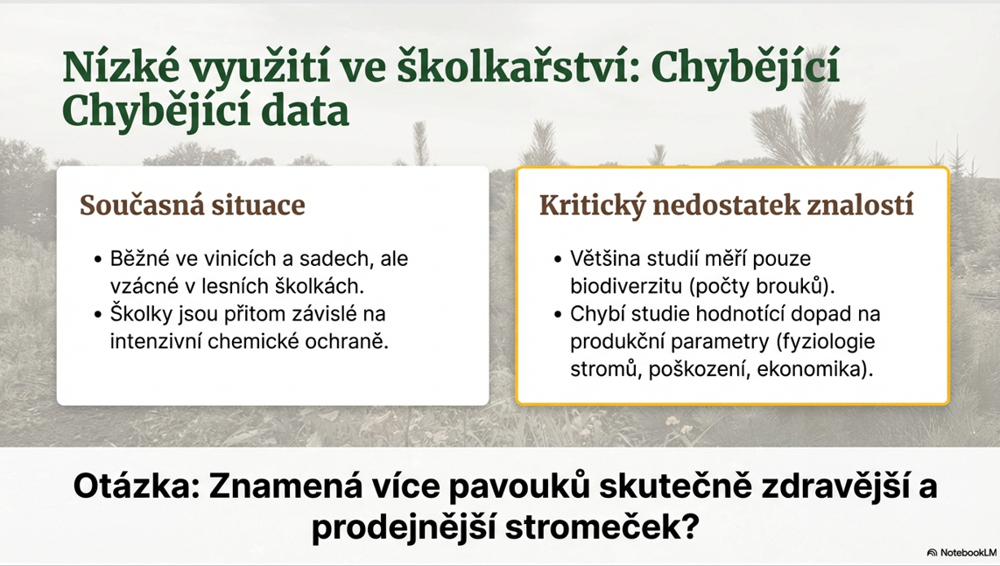 Nízké využití ve školkařství: Chybějící
Chybějící data
Současná situace
• Běžné ve vinicích a sadech, ale
vzácné v lesních školkách.
• Školky jsou přitom závislé na
intenzivní chemické ochraně.
Kritický nedostatek znalostí
• Většina studií měří pouze
biodiverzitu (počty brouků).
• Chybí studie hodnotící dopad na
produkční parametry (fyziologie
stromů, poškození, ekonomika).
Otázka: Znamená více pavouků skutečně zdravější a
prodejnější stromeček?
NotebookLM